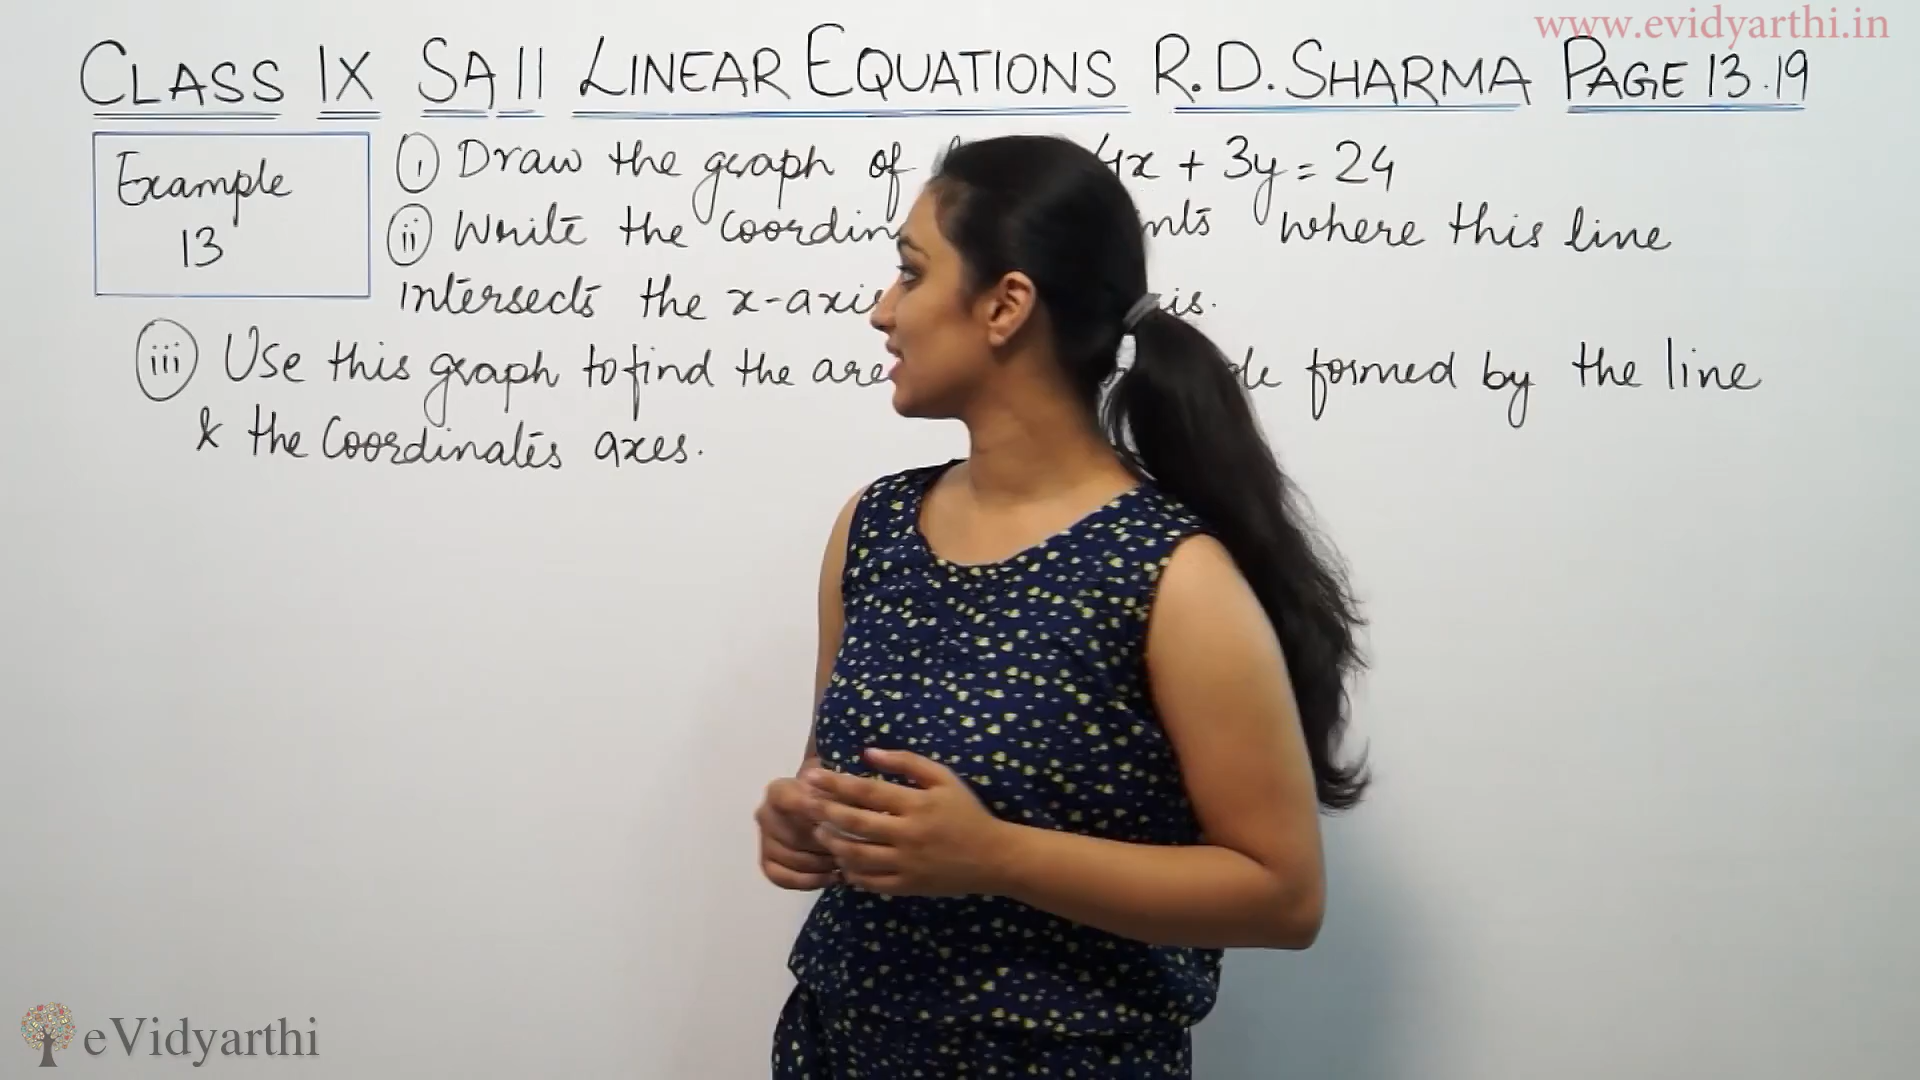 www.evidyarthi.in
CLASS IX SA II LINEAR EQUATIONS R.D. SHARMA PAGE 13.19
Example
13
(i) Draw the graph of 4x + 3y = 24
(ii) Write the where this line
intersects the x-axis
(iii) Use this graph to find the formed by the line
& the Coordinates axes.
eVidyarthi